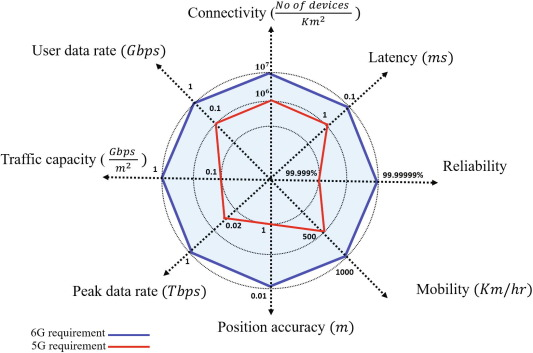 Connectivity (No of devices / Km²)
User data rate (Gbps)
Latency (ms)
10⁷
1
0.1
10⁶
0.1
1
Traffic capacity (Gbps / m²)
1
0.1
99.999%
99.99999%
Reliability
0.02
1
500
1
1000
Peak data rate (Tbps)
0.01
Mobility (Km/hr)
Position accuracy (m)
6G requirement
5G requirement